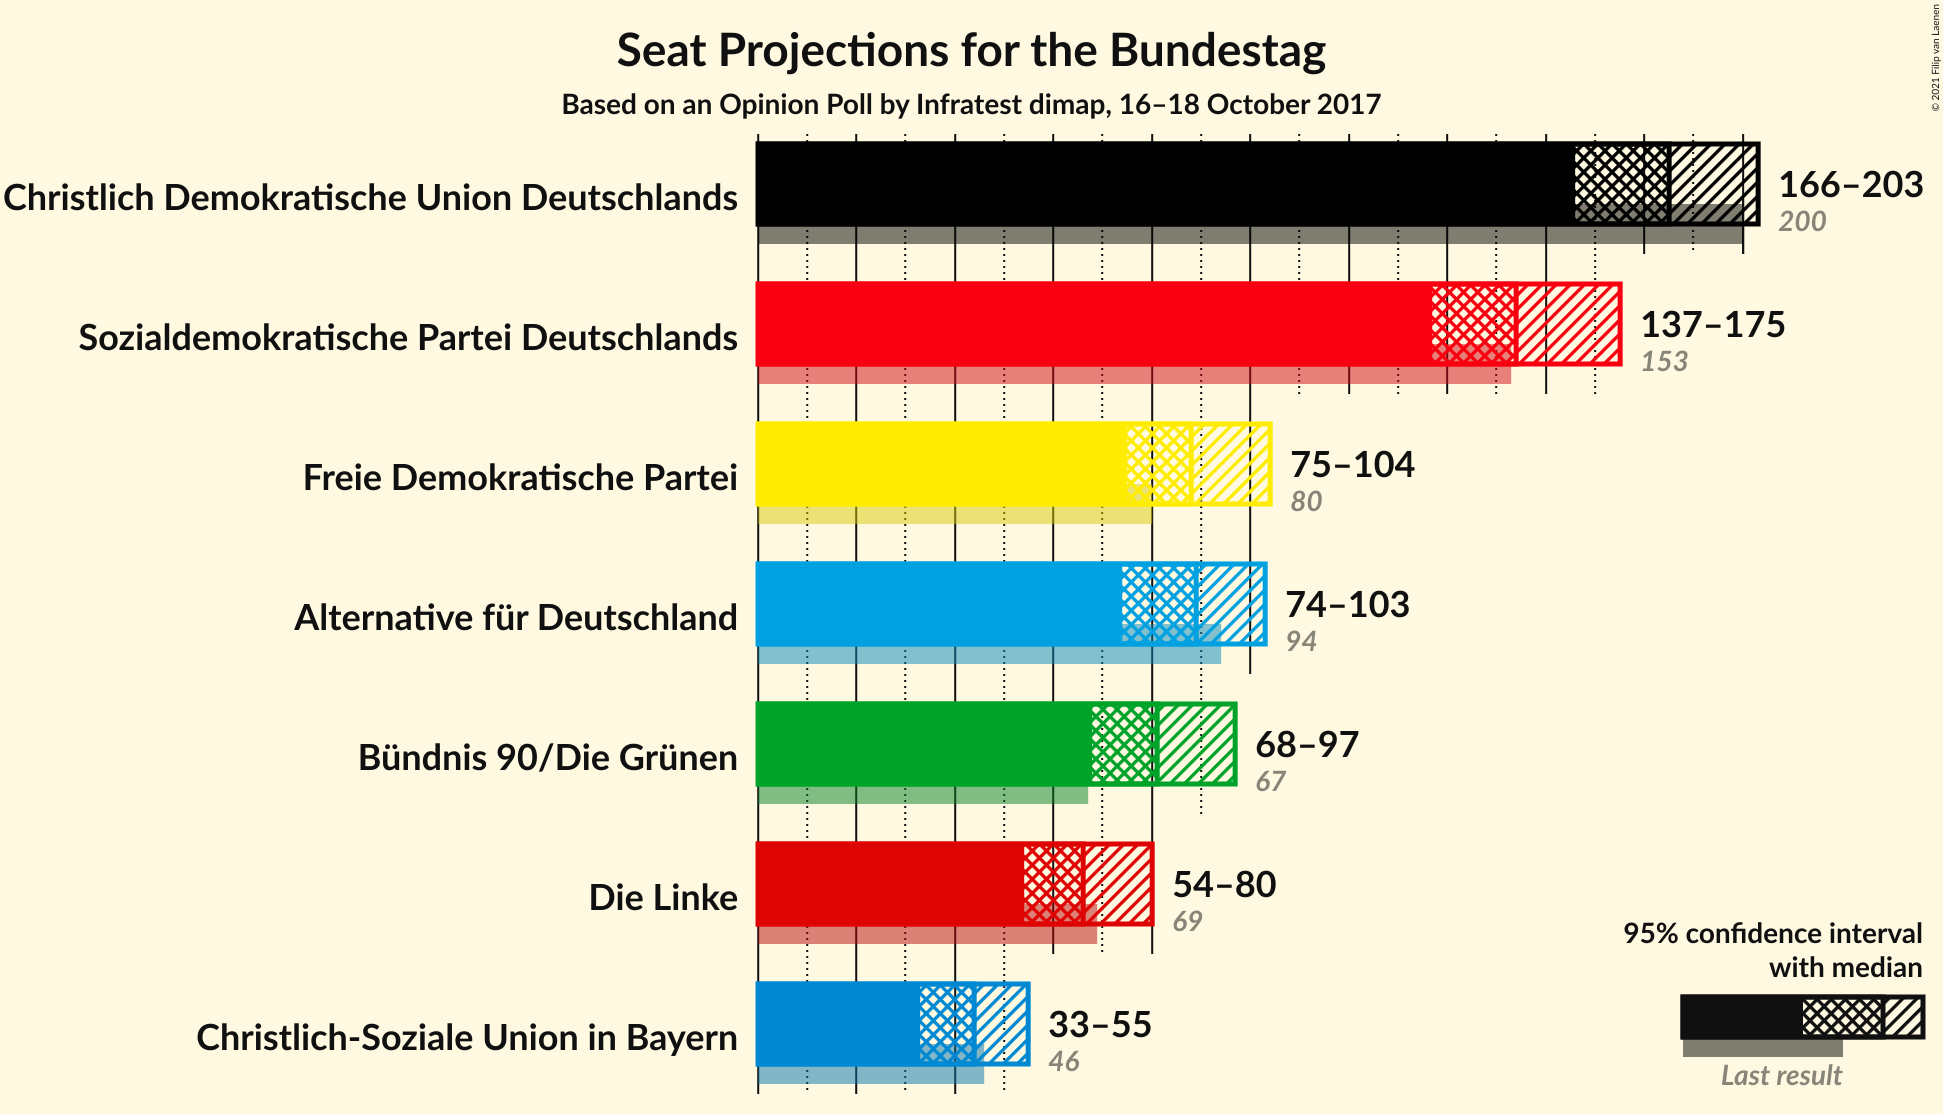 Seat Projections for the Bundestag
Based on an Opinion Poll by Infratest dimap, 16–18 October 2017
© 2021 Filip van Laenen
Christlich Demokratische Union Deutschlands
166–203
200
Sozialdemokratische Partei Deutschlands
137–175
153
Freie Demokratische Partei
75–104
80
Alternative für Deutschland
74–103
94
Bündnis 90/Die Grünen
68–97
67
Die Linke
54–80
69
Christlich-Soziale Union in Bayern
33–55
46
95% confidence interval
with median
Last result